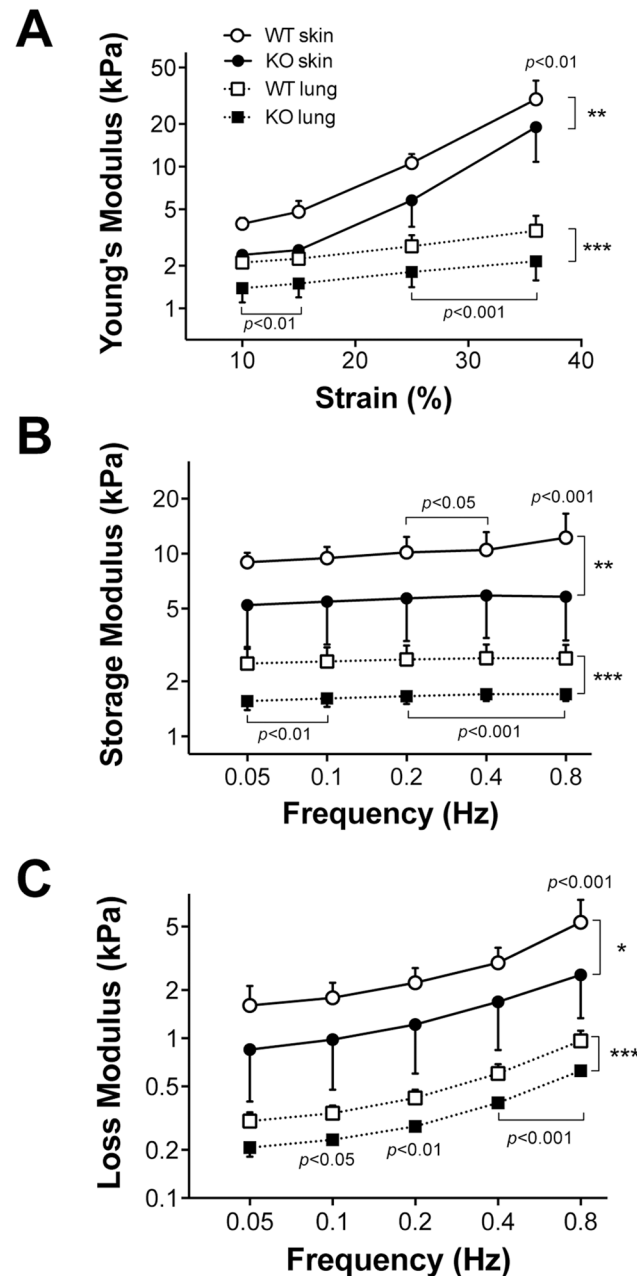 A
Young's Modulus (kPa)
WT skin
KO skin
WT lung
KO lung
p<0.01
**
***
50
20
10
5
2
1
p<0.01
p<0.001
10
20
30
40
Strain (%)
B
Storage Modulus (kPa)
20
10
5
2
1
p<0.05
p<0.001
**
***
p<0.01
p<0.001
0.05
0.1
0.2
0.4
0.8
Frequency (Hz)
C
Loss Modulus (kPa)
5
2
1
0.5
0.2
0.1
p<0.001
*
***
p<0.05
p<0.01
p<0.001
0.05
0.1
0.2
0.4
0.8
Frequency (Hz)